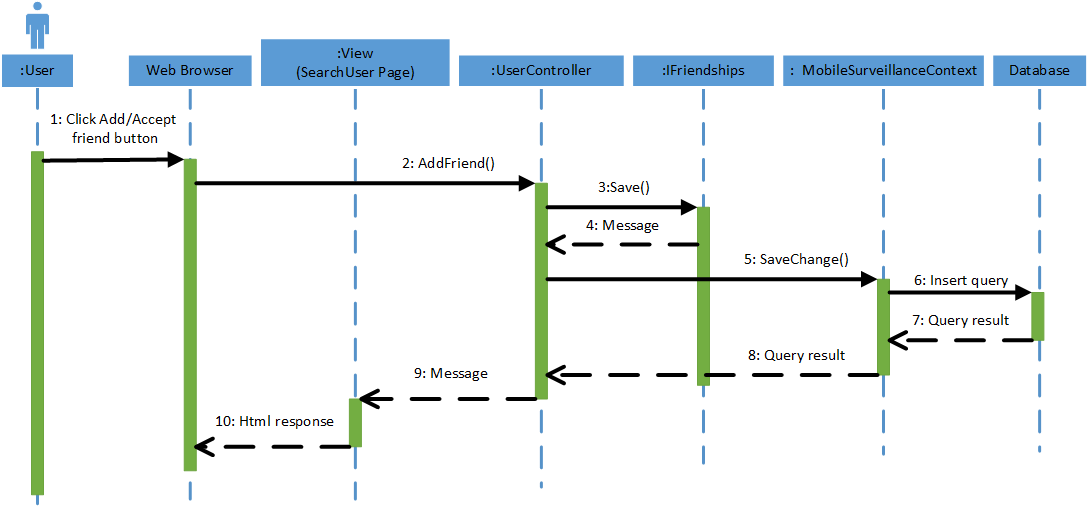 :User
Web Browser
:View
(SearchUser Page)
:UserController
:IFriendships
: MobileSurveillanceContext
Database
1: Click Add/Accept
friend button
2: AddFriend()
3:Save()
4: Message
5: SaveChange()
6: Insert query
7: Query result
8: Query result
9: Message
10: Html response